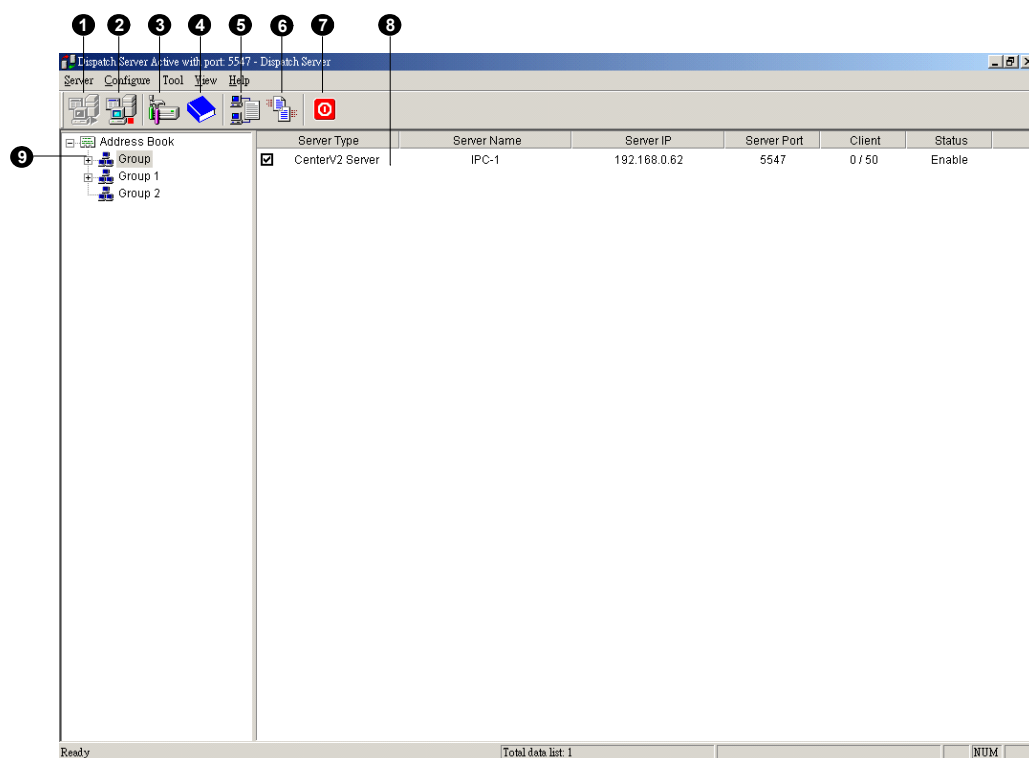 1 2 3 4 5 6 7 8
Dispatch Server Active with port: 5547 - Dispatch Server
Server Configure Tool View Help
Address Book
Server Type Server Name Server IP Server Port Client Status
9
Group
CenterV2 Server IPC-1 192.168.0.62 5547 0 / 50 Enable
Group 1
Group 2
Ready Total data list: 1 NUM